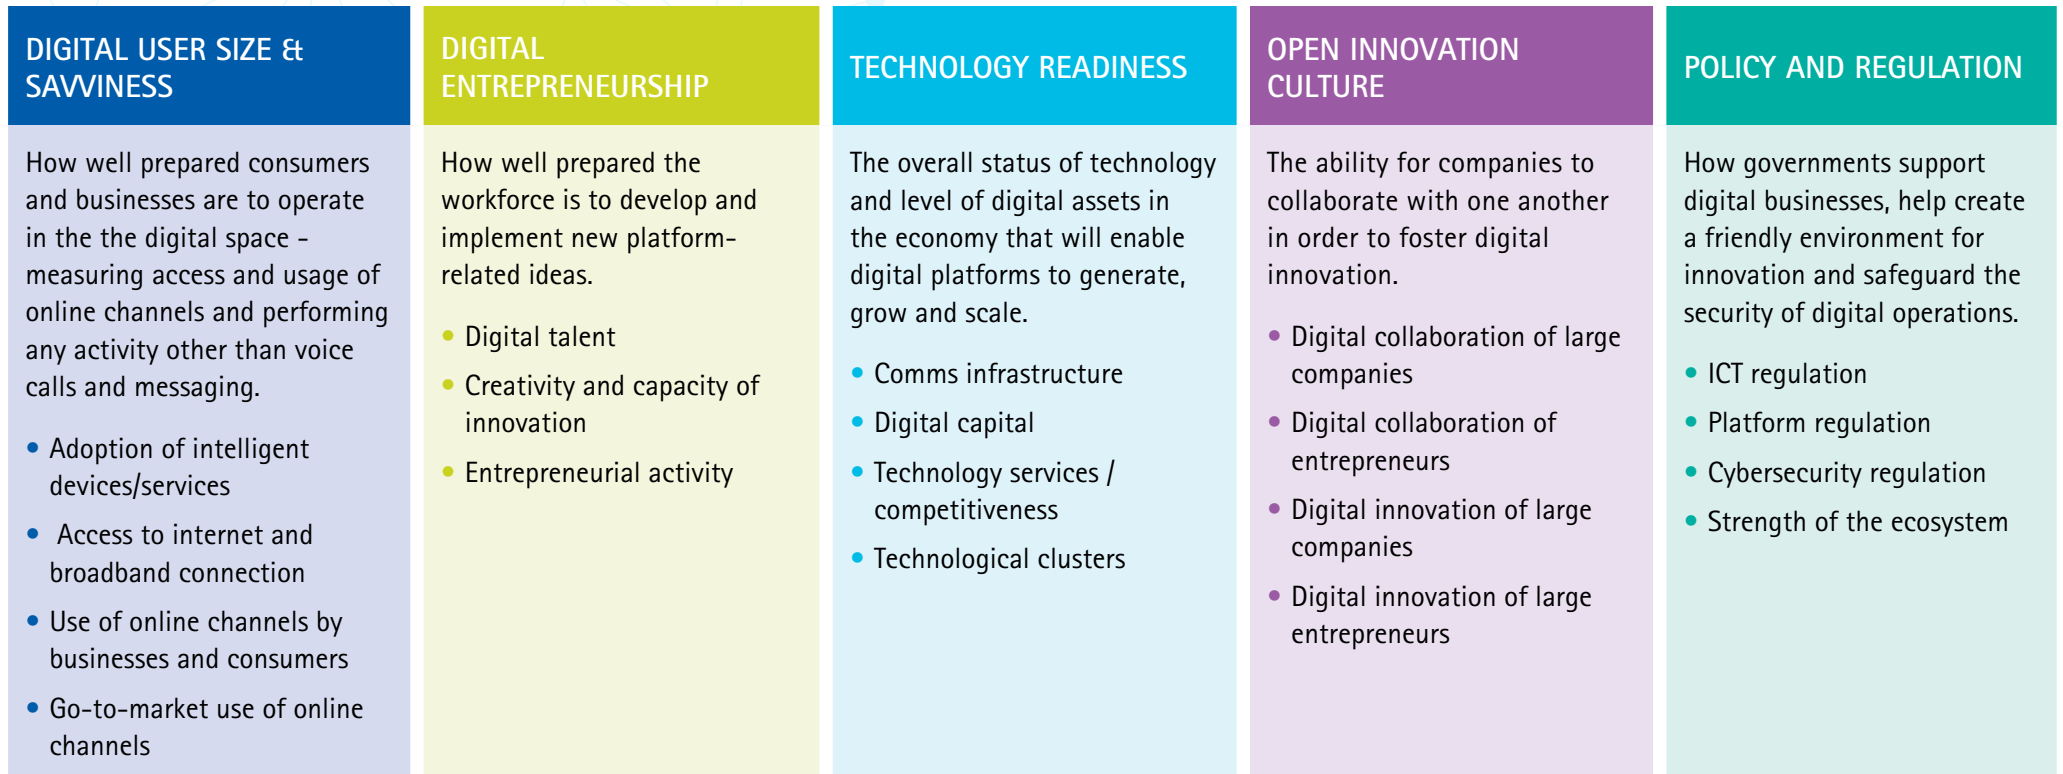 DIGITAL USER SIZE &
SAVVINESS
How well prepared consumers
and businesses are to operate
in the the digital space -
measuring access and usage of
online channels and performing
any activity other than voice
calls and messaging.
• Adoption of intelligent
devices/services
• Access to internet and
broadband connection
• Use of online channels by
businesses and consumers
• Go-to-market use of online
channels
DIGITAL
ENTREPRENEURSHIP
How well prepared the
workforce is to develop and
implement new platform-
related ideas.
• Digital talent
• Creativity and capacity of
innovation
• Entrepreneurial activity
TECHNOLOGY READINESS
The overall status of technology
and level of digital assets in
the economy that will enable
digital platforms to generate,
grow and scale.
• Comms infrastructure
• Digital capital
• Technology services /
competitiveness
• Technological clusters
OPEN INNOVATION
CULTURE
The ability for companies to
collaborate with one another
in order to foster digital
innovation.
• Digital collaboration of large
companies
• Digital collaboration of
entrepreneurs
• Digital innovation of large
companies
• Digital innovation of large
entrepreneurs
POLICY AND REGULATION
How governments support
digital businesses, help create
a friendly environment for
innovation and safeguard the
security of digital operations.
• ICT regulation
• Platform regulation
• Cybersecurity regulation
• Strength of the ecosystem